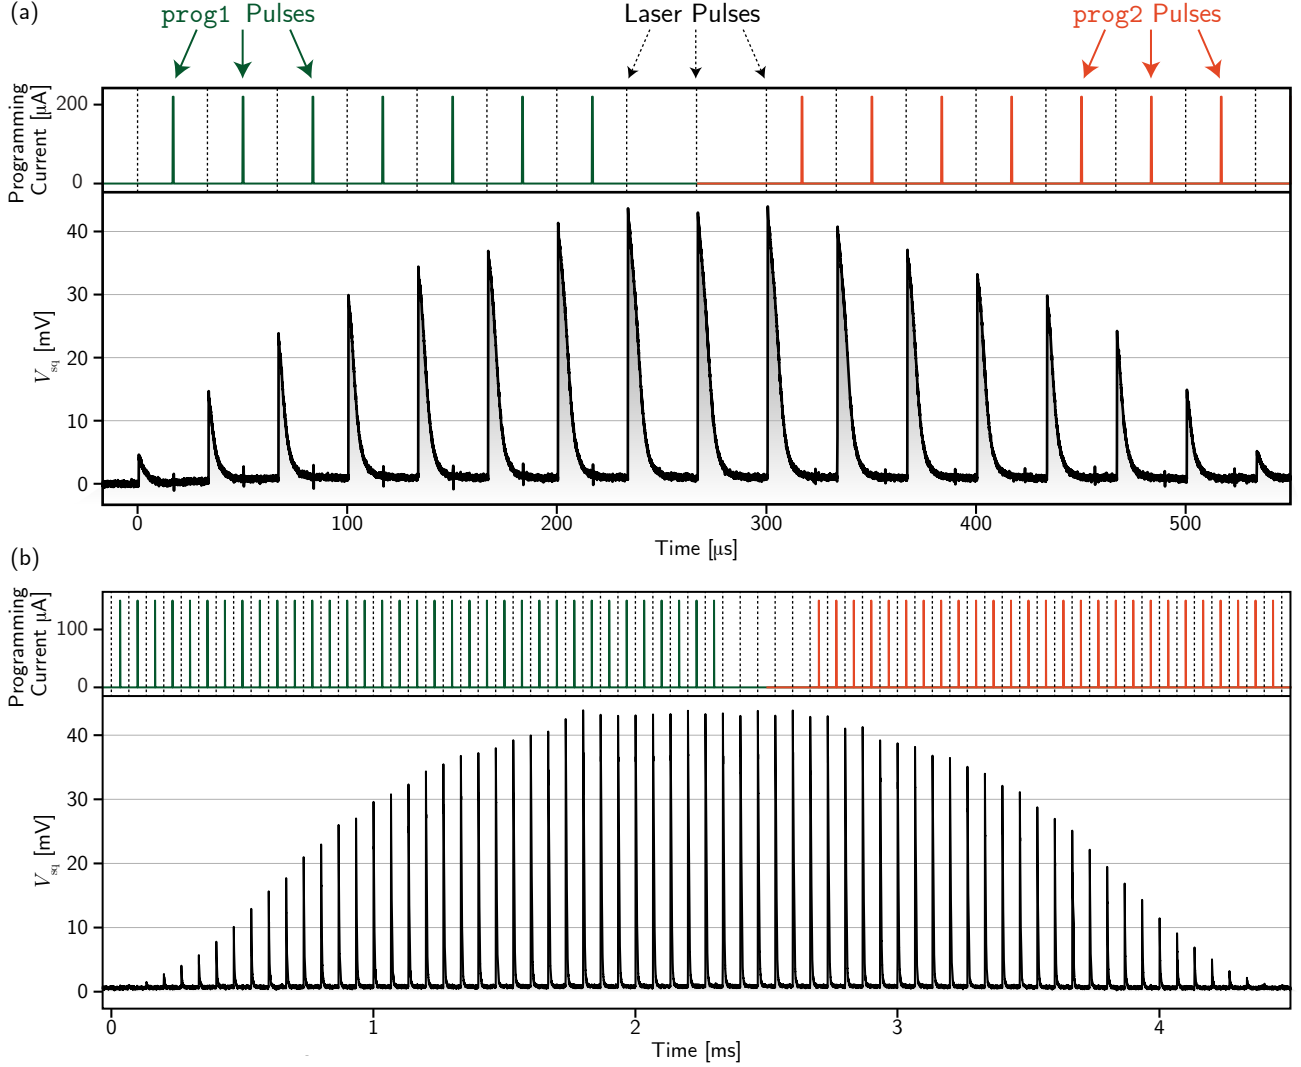 (a)
prog1 Pulses
Laser Pulses
prog2 Pulses
Programming
Current [μA]
200
0
V_sq [mV]
40
30
20
10
0
0 100 200 300 400 500
Time [μs]
(b)
Programming
Current μA]
100
0
V_sq [mV]
40
30
20
10
0
0 1 2 3 4
Time [ms]